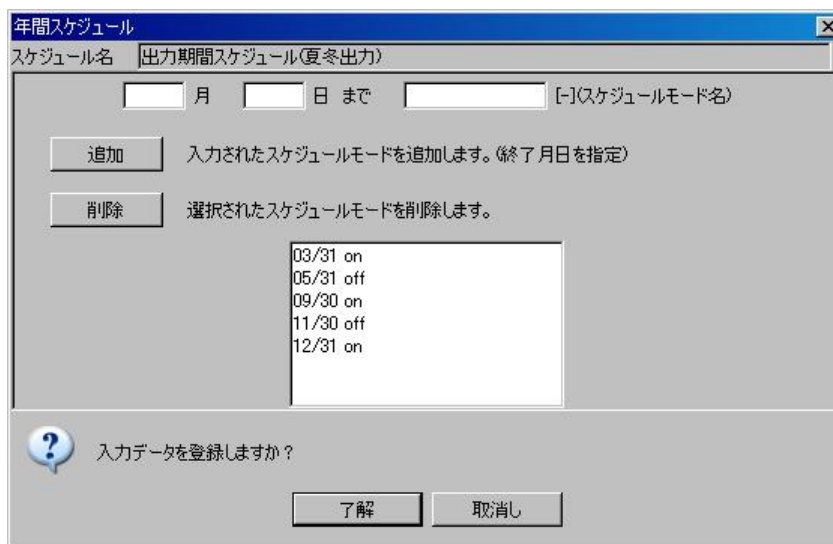 年間スケジュール
スケジュール名 出力期間スケジュール(夏冬出力)
月 日 まで [-](スケジュールモード名)
追加 入力されたスケジュールモードを追加します。(終了月日を指定)
削除 選択されたスケジュールモードを削除します。
03/31 on
05/31 off
09/30 on
11/30 off
12/31 on
入力データを登録しますか?
了解 取消し